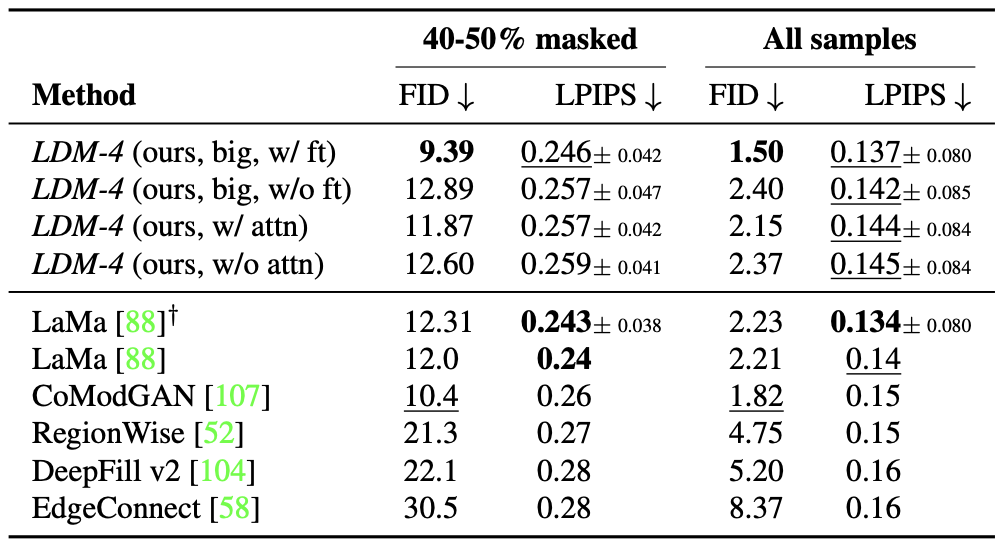 40-50% masked All samples
Method FID ↓ LPIPS ↓ FID ↓ LPIPS ↓
LDM-4 (ours, big, w/ ft) 9.39 0.246± 0.042 1.50 0.137± 0.080
LDM-4 (ours, big, w/o ft) 12.89 0.257± 0.047 2.40 0.142± 0.085
LDM-4 (ours, w/ attn) 11.87 0.257± 0.042 2.15 0.144± 0.084
LDM-4 (ours, w/o attn) 12.60 0.259± 0.041 2.37 0.145± 0.084
LaMa [88]† 12.31 0.243± 0.038 2.23 0.134± 0.080
LaMa [88] 12.0 0.24 2.21 0.14
CoModGAN [107] 10.4 0.26 1.82 0.15
RegionWise [52] 21.3 0.27 4.75 0.15
DeepFill v2 [104] 22.1 0.28 5.20 0.16
EdgeConnect [58] 30.5 0.28 8.37 0.16